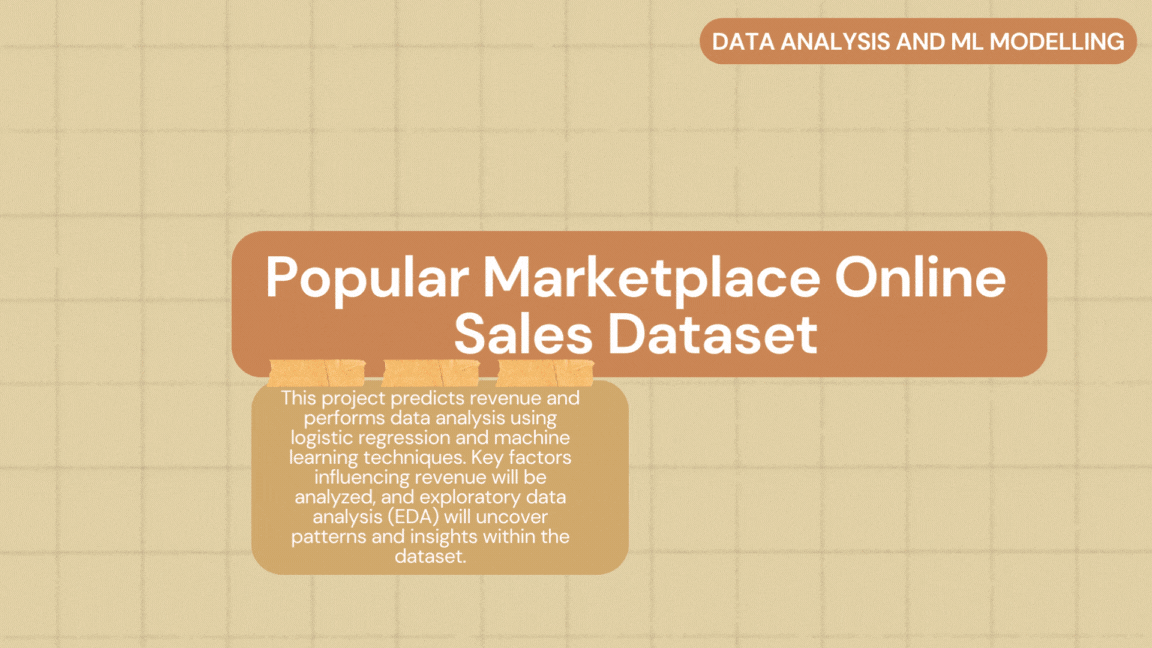 DATA ANALYSIS AND ML MODELLING
Popular Marketplace Online
Sales Dataset
This project predicts revenue and
performs data analysis using
logistic regression and machine
learning techniques. Key factors
influencing revenue will be
analyzed, and exploratory data
analysis (EDA) will uncover
patterns and insights within the
dataset.